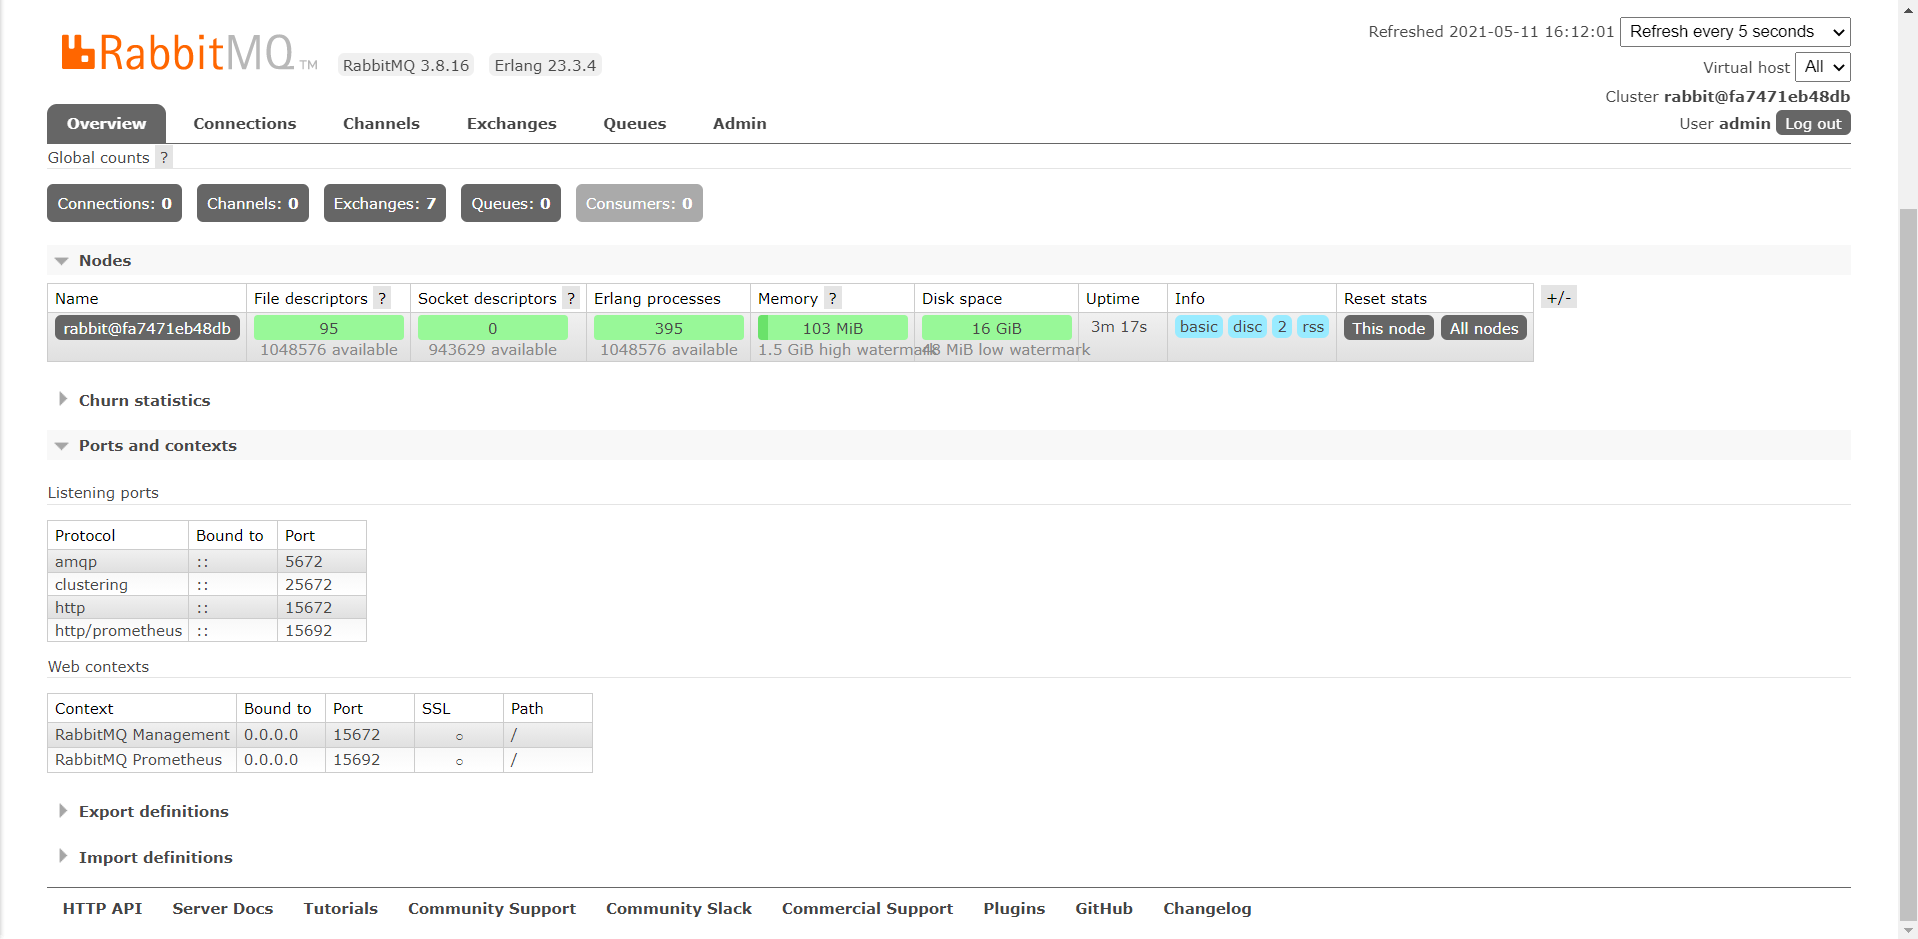 Refreshed 2021-05-11 16:12:01 Refresh every 5 seconds
RabbitMQ TM RabbitMQ 3.8.16 Erlang 23.3.4
Virtual host All
Cluster rabbit@fa7471eb48db
User admin Log out
Overview Connections Channels Exchanges Queues Admin
Global counts ?
Connections: 0 Channels: 0 Exchanges: 7 Queues: 0 Consumers: 0
Nodes
Name File descriptors ? Socket descriptors ? Erlang processes Memory ? Disk space Uptime Info Reset stats +/-
rabbit@fa7471eb48db 95 0 395 103 MiB 16 GiB 3m 17s basic disc 2 rss This node All nodes
1048576 available 943629 available 1048576 available 1.5 GiB high watermark 48 MiB low watermark
Churn statistics
Ports and contexts
Listening ports
Protocol Bound to Port
amqp :: 5672
clustering :: 25672
http :: 15672
http/prometheus :: 15692
Web contexts
Context Bound to Port SSL Path
RabbitMQ Management 0.0.0.0 15672 ○ /
RabbitMQ Prometheus 0.0.0.0 15692 ○ /
Export definitions
Import definitions
HTTP API Server Docs Tutorials Community Support Community Slack Commercial Support Plugins GitHub Changelog